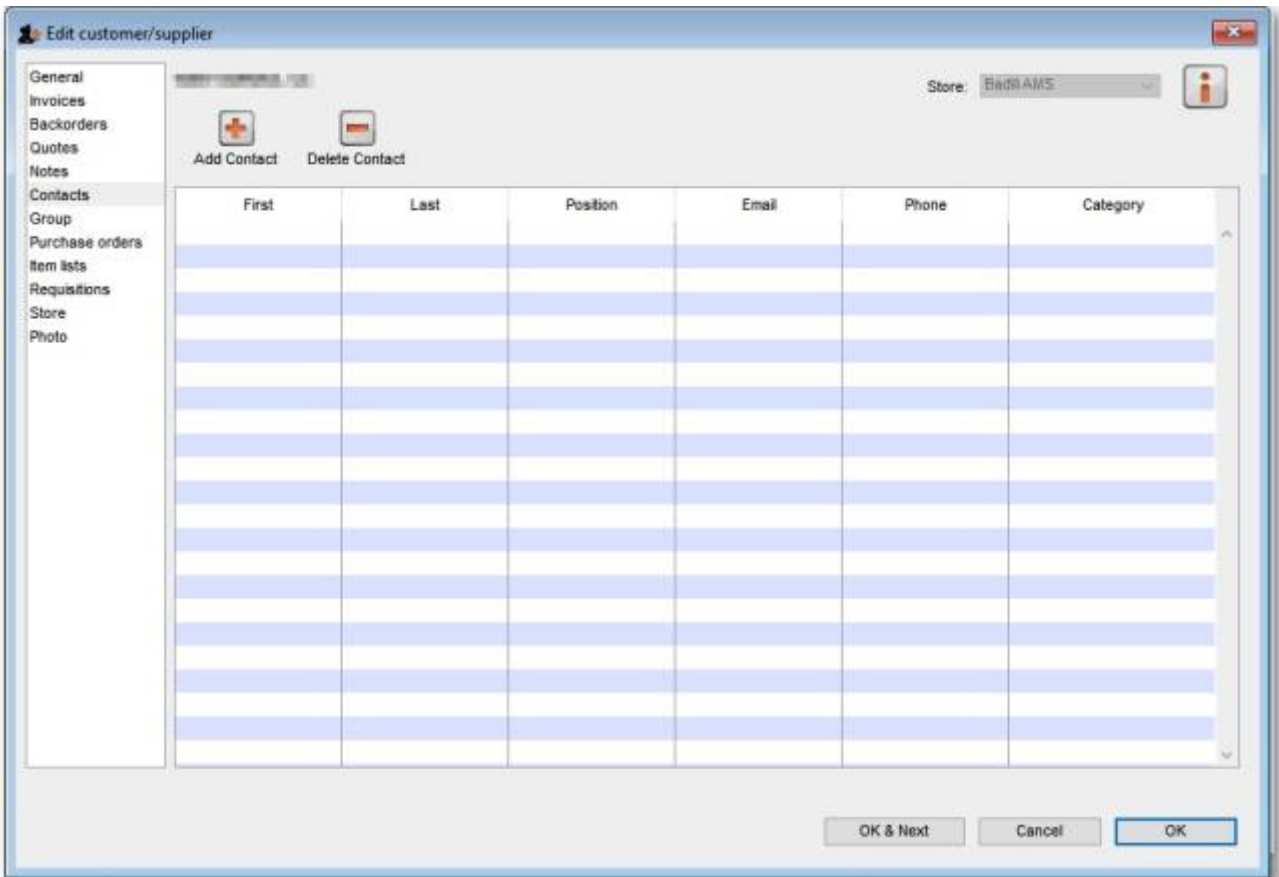 Edit customer/supplier
General
Invoices
Backorders
Quotes
Notes
Contacts
Group
Purchase orders
Item lists
Requisitions
Store
Photo
Store:
Add Contact Delete Contact
First Last Position Email Phone Category
OK & Next Cancel OK